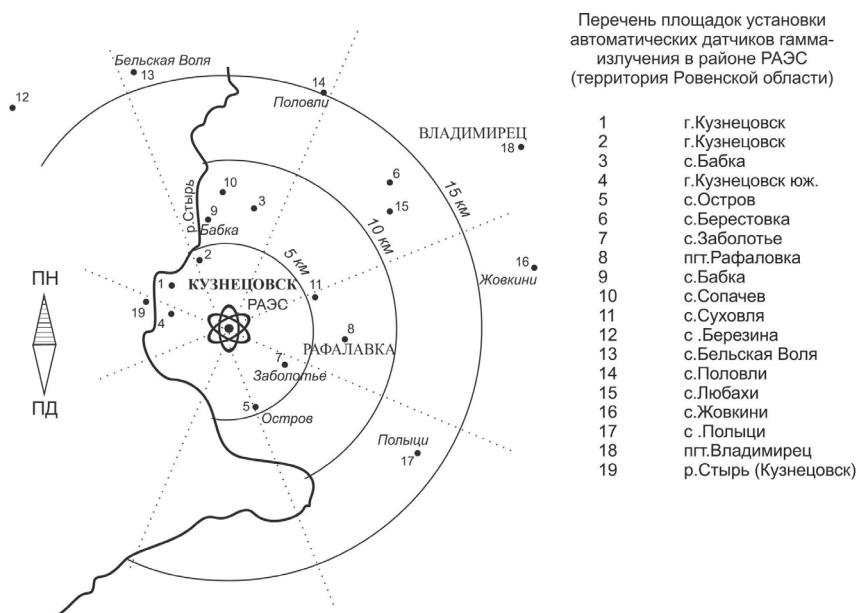 Перечень площадок установки
автоматических датчиков гамма-
излучения в районе РАЭС
(территория Ровенской области)
1 г.Кузнецовск
2 г.Кузнецовск
3 с.Бабка
4 г.Кузнецовск юж.
5 с.Остров
6 с.Берестовка
7 с.Заболотье
8 пгт.Рафаловка
9 с.Бабка
10 с.Сопачев
11 с.Суховля
12 с .Березина
13 с.Бельская Воля
14 с.Половли
15 с.Любахи
16 с.Жовкини
17 с .Полыци
18 пгт.Владимирец
19 р.Стырь (Кузнецовск)
Бельская Воля
13
12
14
Половли
ВЛАДИМИРЕЦ
18
6
15
15 км
10 км
5 км
р.Стырь
10
3
9
Бабка
2
16
Жовкини
ПН
ПД
1
КУЗНЕЦОВСК
РАЭС
11
19
4
8
РАФАЛАВКА
7
Заболотье
5
Остров
Полыци
17